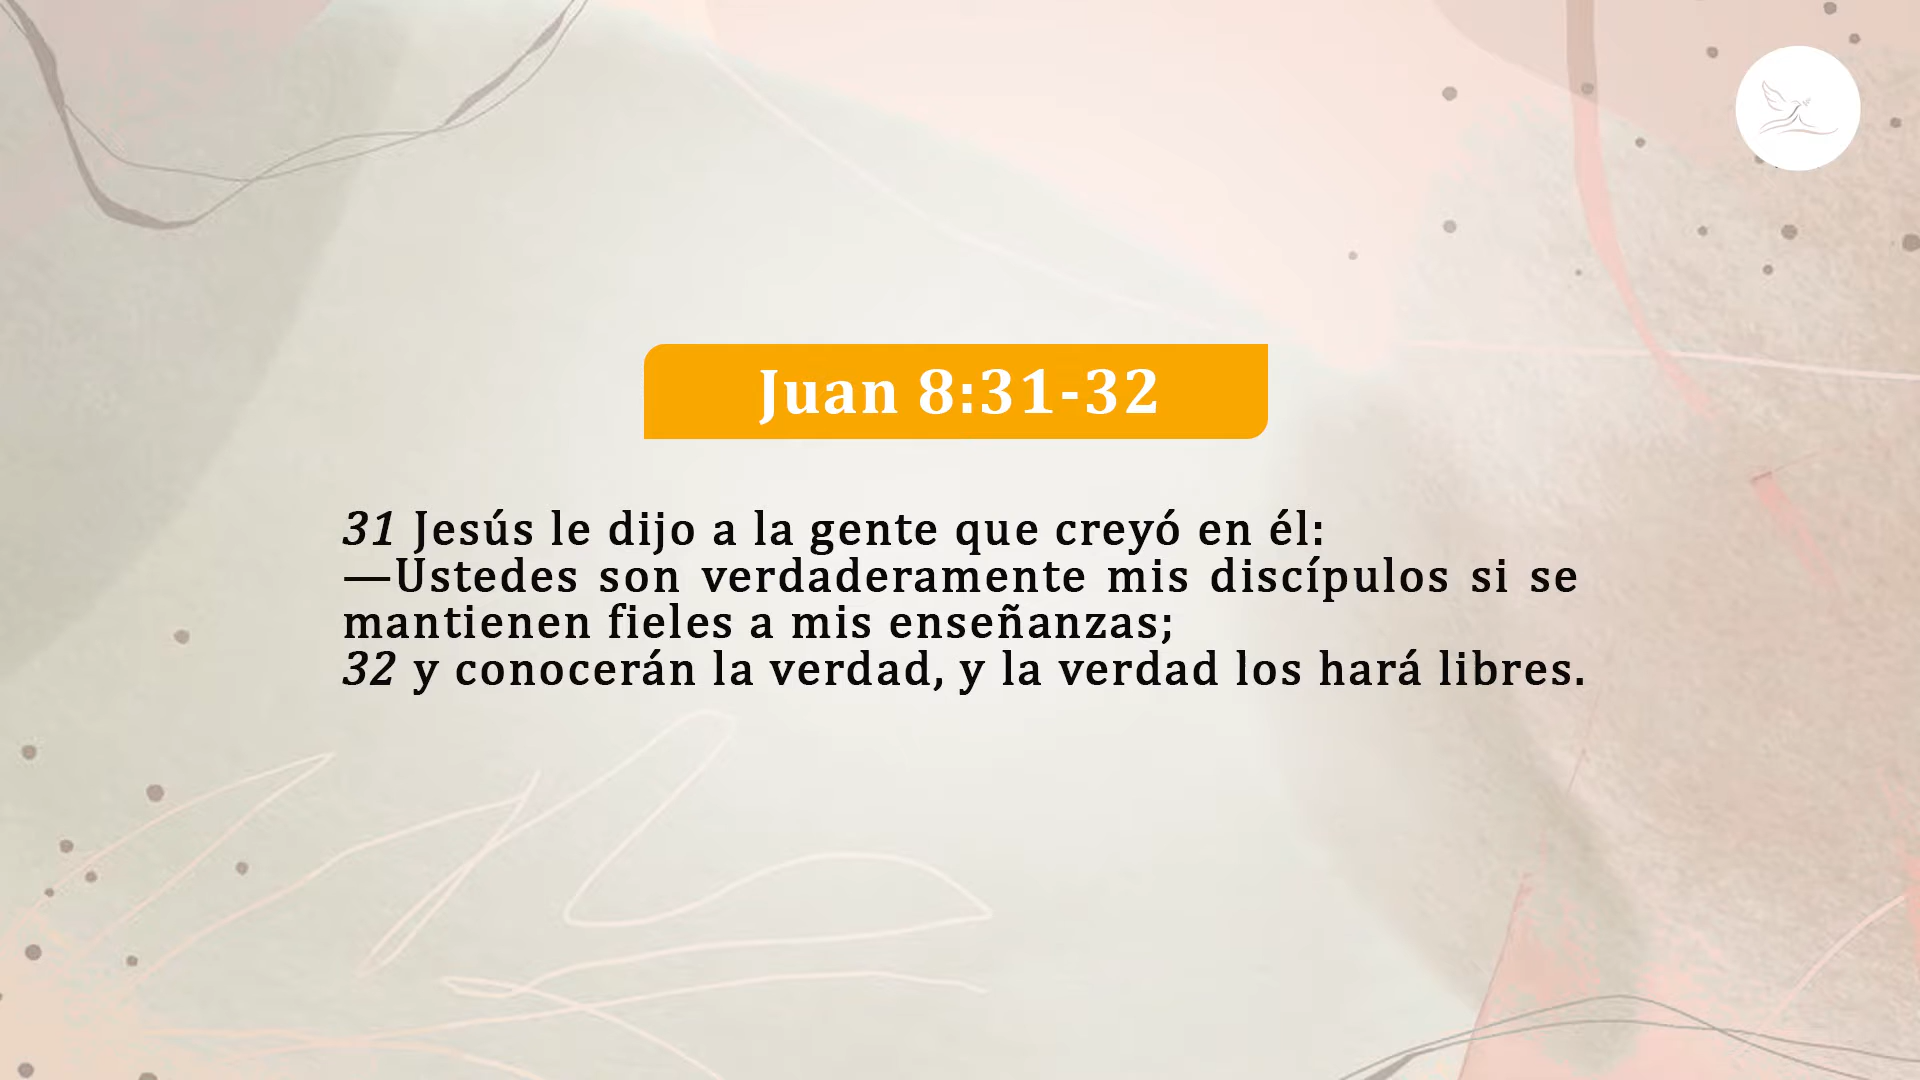 Juan 8:31-32
31 Jesús le dijo a la gente que creyó en él:
—Ustedes son verdaderamente mis discípulos si se
mantienen fieles a mis enseñanzas;
32 y conocerán la verdad, y la verdad los hará libres.